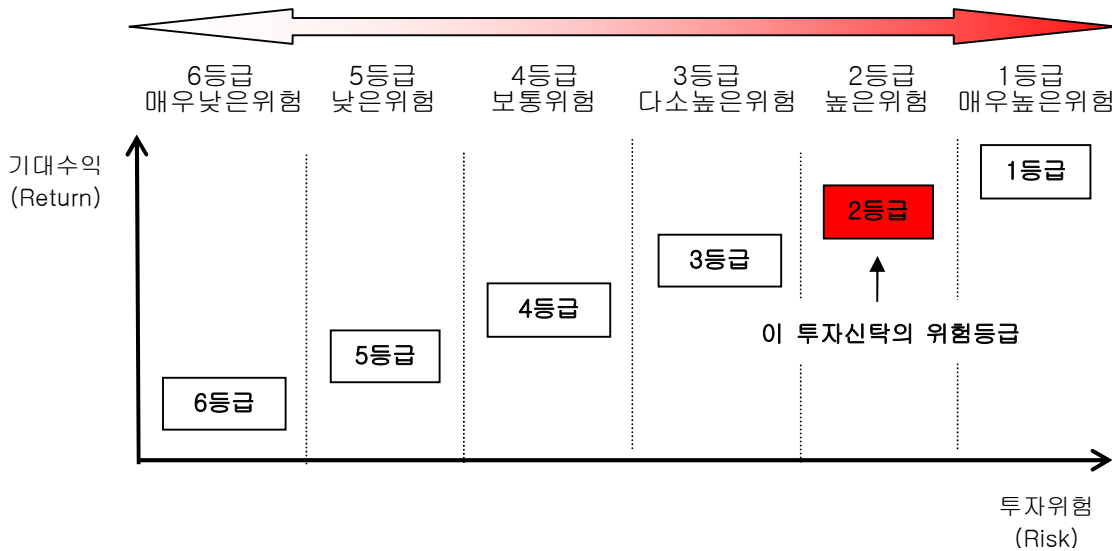 6등급 5등급 4등급 3등급 2등급 1등급
매우낮은위험 낮은위험 보통위험 다소높은위험 높은위험 매우높은위험
기대수익
(Return)
1등급
2등급
3등급
4등급
이 투자신탁의 위험등급
5등급
6등급
투자위험
(Risk)